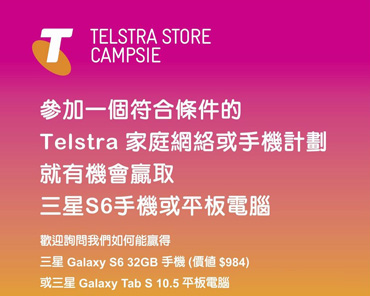 TELSTRA STORE
CAMPSIE
參加一個符合條件的
Telstra 家庭網絡或手機計劃
就有機會贏取
三星S6手機或平板電腦
歡迎詢問我們如何能贏得
三星 Galaxy S6 32GB 手機 (價值 $984)
或三星 Galaxy Tab S 10.5 平板電腦